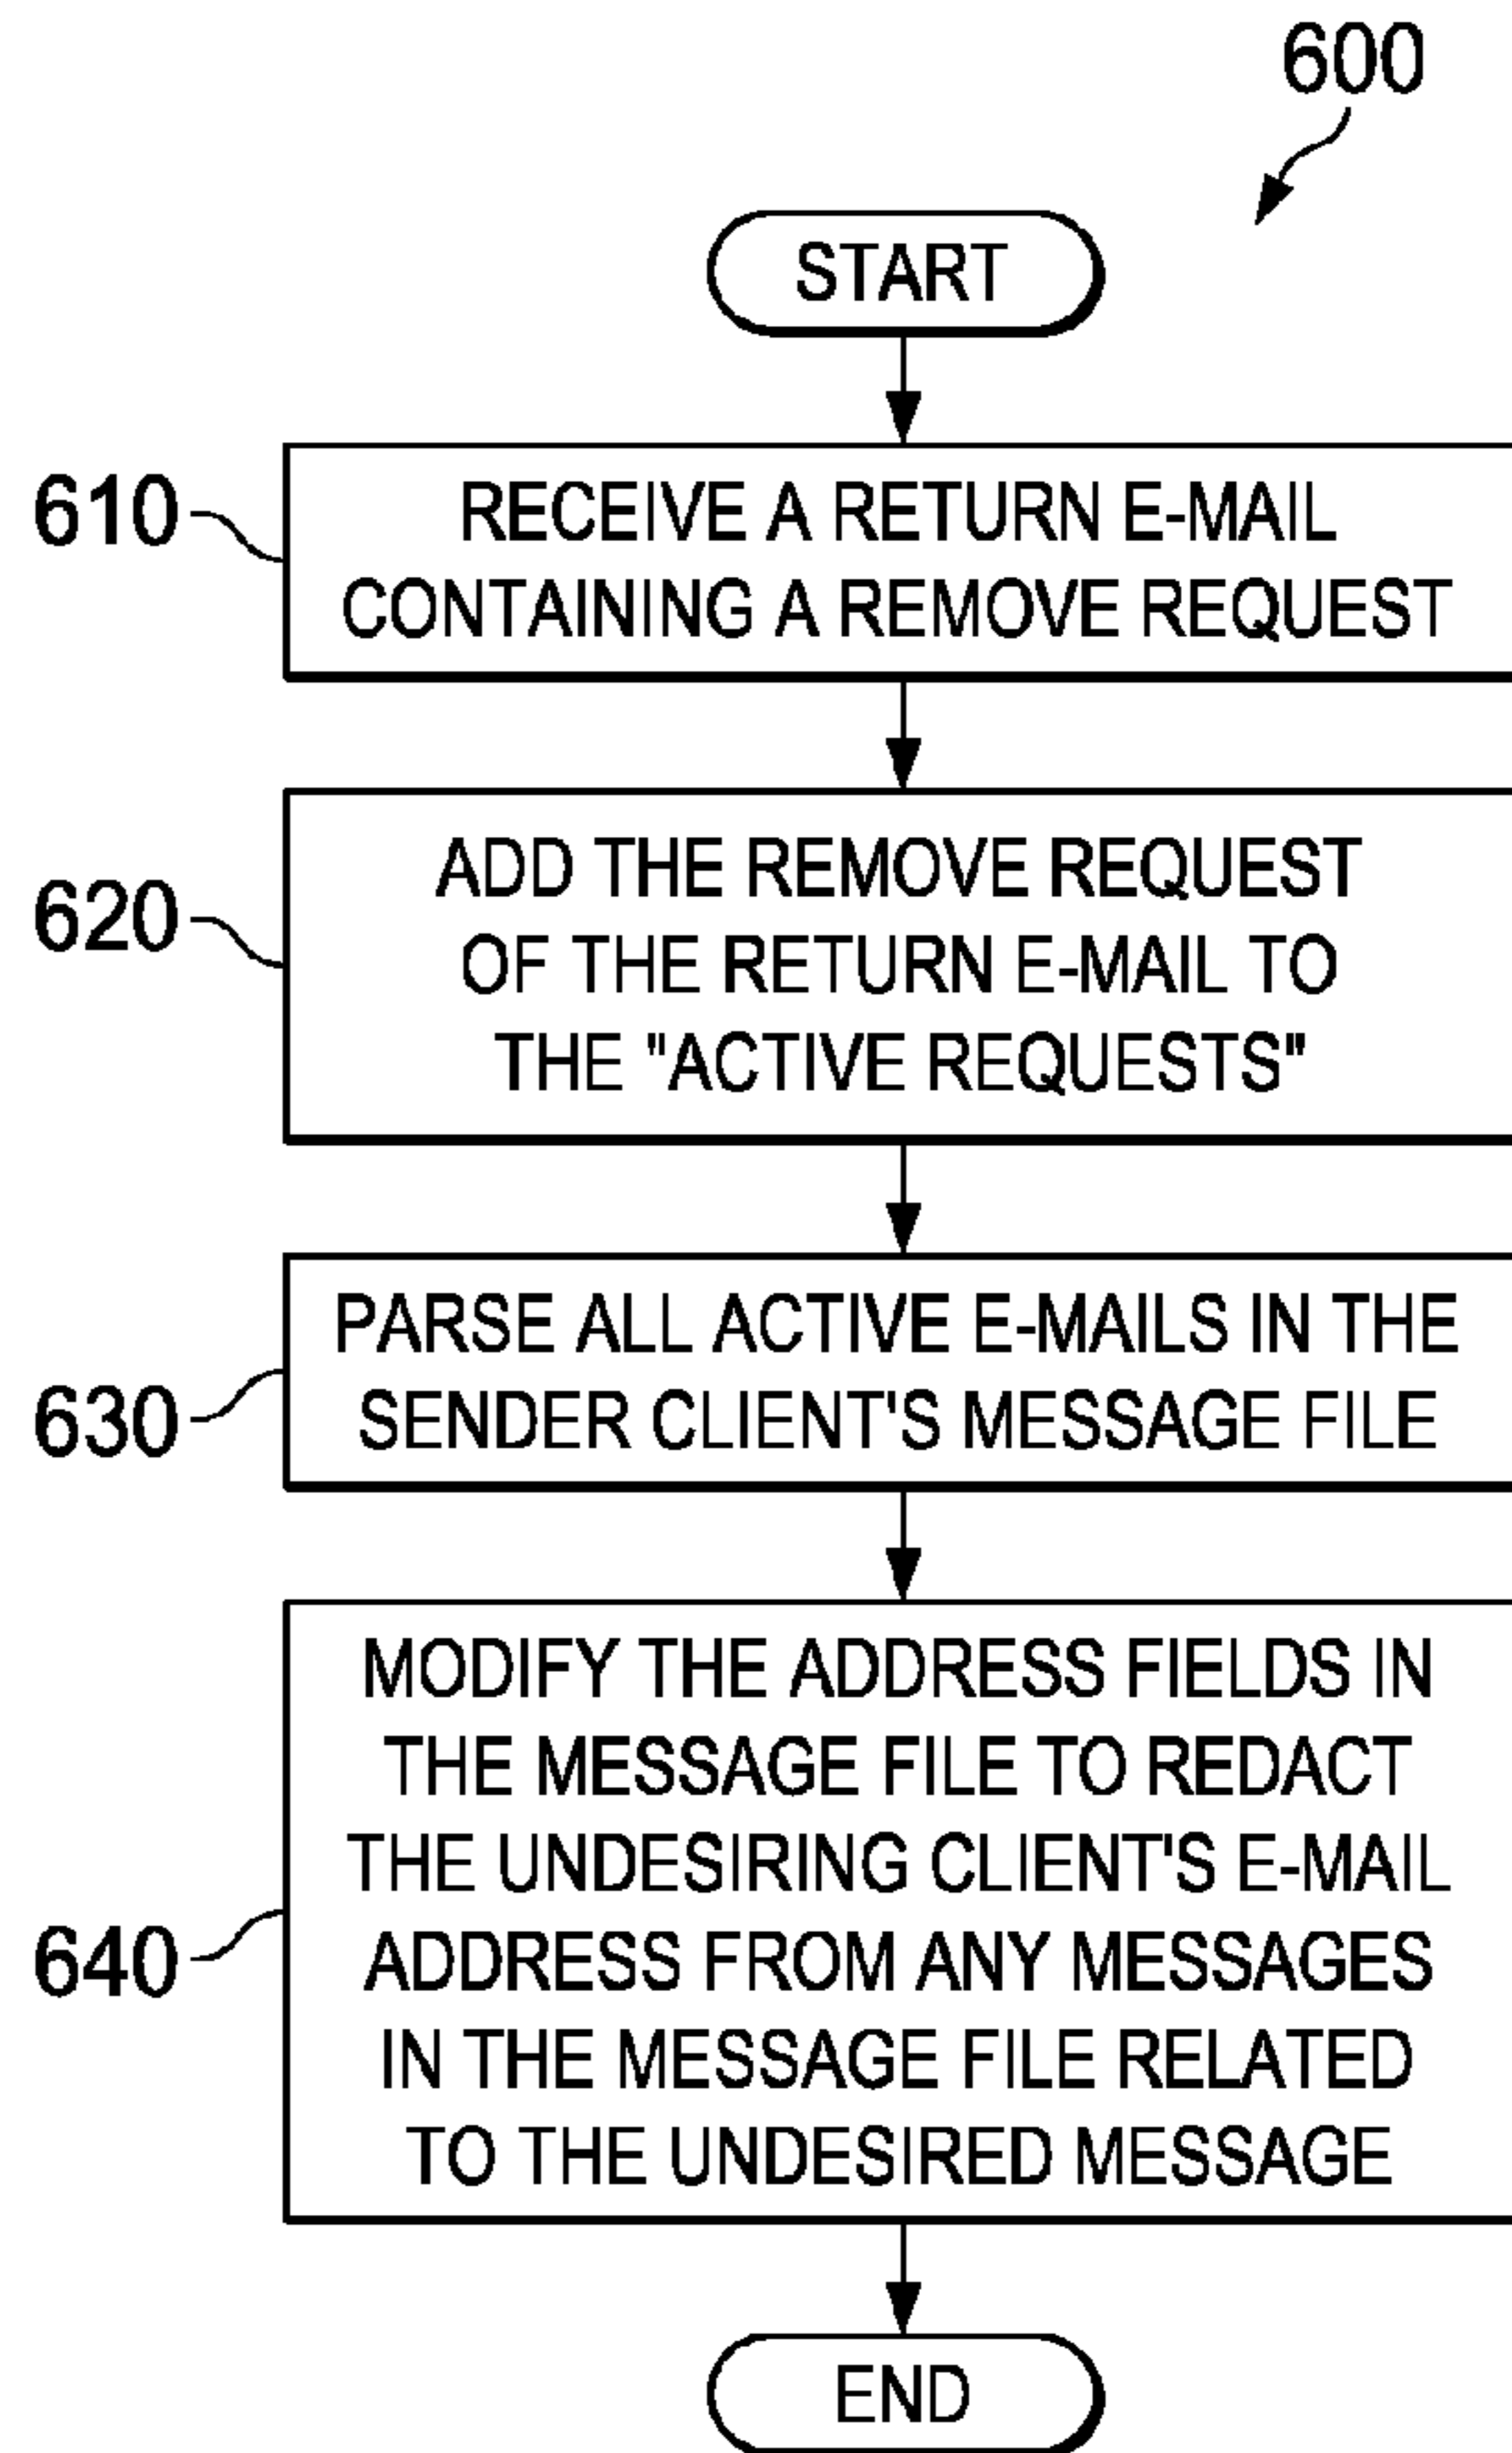 600
START
610
RECEIVE A RETURN E-MAIL
CONTAINING A REMOVE REQUEST
620
ADD THE REMOVE REQUEST
OF THE RETURN E-MAIL TO
THE "ACTIVE REQUESTS"
630
PARSE ALL ACTIVE E-MAILS IN THE
SENDER CLIENT'S MESSAGE FILE
640
MODIFY THE ADDRESS FIELDS IN
THE MESSAGE FILE TO REDACT
THE UNDESIRING CLIENT'S E-MAIL
ADDRESS FROM ANY MESSAGES
IN THE MESSAGE FILE RELATED
TO THE UNDESIRED MESSAGE
END